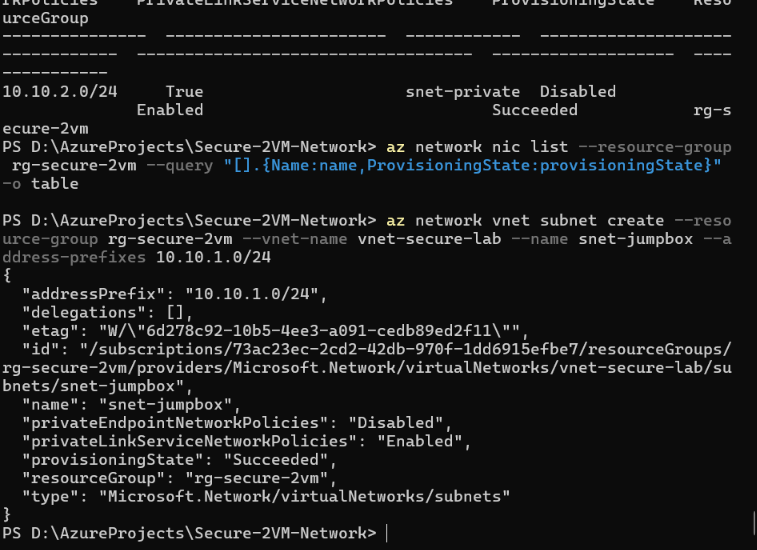 rkPolicies    PrivateLinkServiceNetworkPolicies    ProvisioningState    Reso
urceGroup
---------------  -----------------------  ------------  --------------------
------------  -----------------------------------  -------------------  ----
-----------
10.10.2.0/24     True                     snet-private  Disabled
              Enabled                              Succeeded            rg-s
ecure-2vm
PS D:\AzureProjects\Secure-2VM-Network> az network nic list --resource-group
 rg-secure-2vm --query "[].{Name:name,ProvisioningState:provisioningState}"
-o table
PS D:\AzureProjects\Secure-2VM-Network> az network vnet subnet create --reso
urce-group rg-secure-2vm --vnet-name vnet-secure-lab --name snet-jumpbox --a
ddress-prefixes 10.10.1.0/24
{
  "addressPrefix": "10.10.1.0/24",
  "delegations": [],
  "etag": "W/\"6d278c92-10b5-4ee3-a091-cedb89ed2f11\"",
  "id": "/subscriptions/73ac23ec-2cd2-42db-970f-1dd6915efbe7/resourceGroups/
rg-secure-2vm/providers/Microsoft.Network/virtualNetworks/vnet-secure-lab/su
bnets/snet-jumpbox",
  "name": "snet-jumpbox",
  "privateEndpointNetworkPolicies": "Disabled",
  "privateLinkServiceNetworkPolicies": "Enabled",
  "provisioningState": "Succeeded",
  "resourceGroup": "rg-secure-2vm",
  "type": "Microsoft.Network/virtualNetworks/subnets"
}
PS D:\AzureProjects\Secure-2VM-Network>